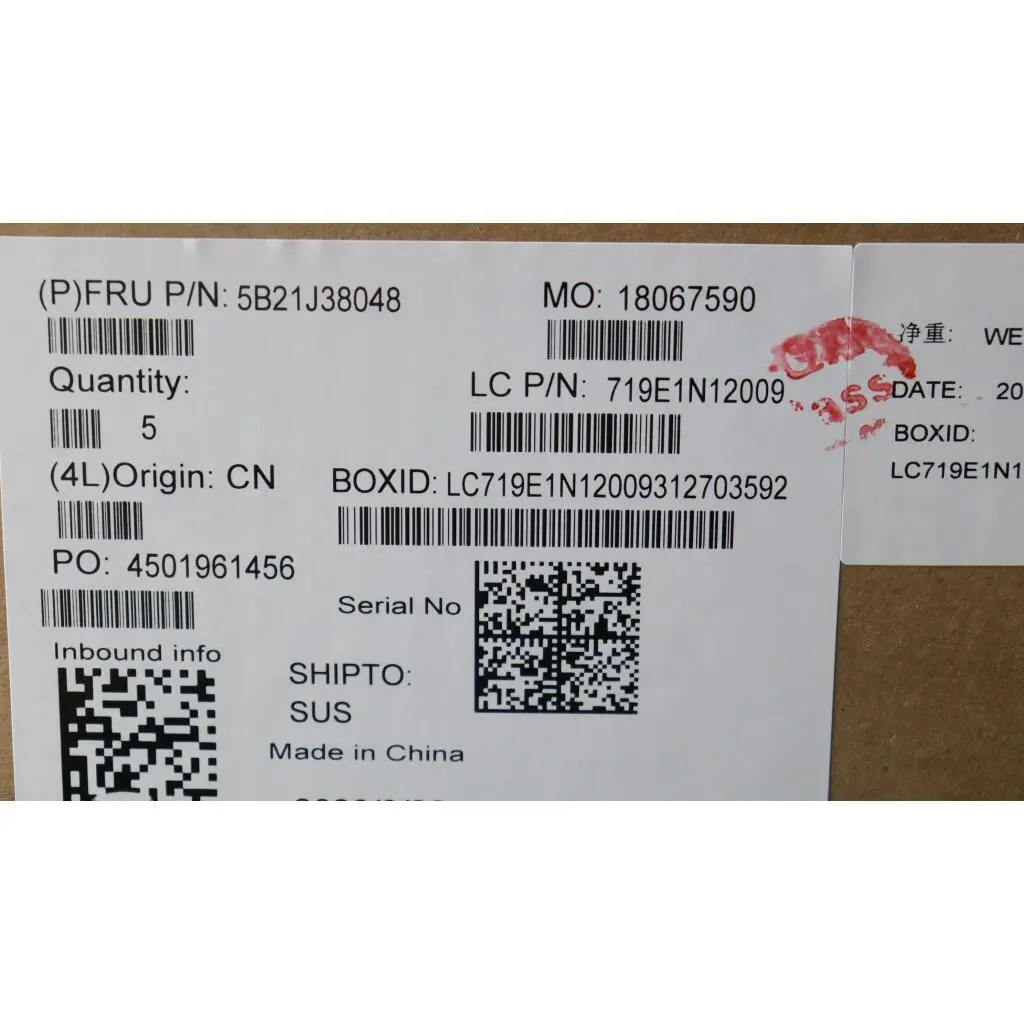 (P)FRU P/N: 5B21J38048
MO: 18067590
Quantity:
5
LC P/N: 719E1N12009
(4L)Origin: CN
BOXID: LC719E1N12009312703592
PO: 4501961456
Serial No
Inbound info
SHIPTO:
SUS
Made in China
净重: WE
DATE: 20
BOXID:
LC719E1N1